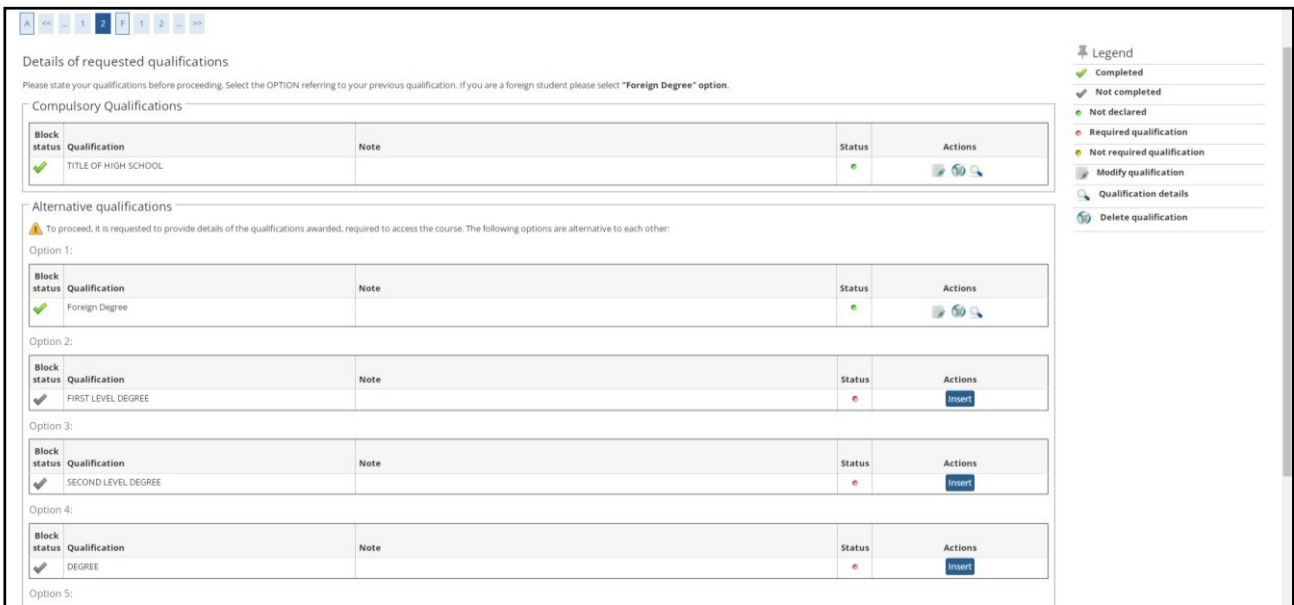 A << ... 1 2 F 1 2 ... >>
Details of requested qualifications
Please state your qualifications before proceeding. Select the OPTION referring to your previous qualification. If you are a foreign student please select "Foreign Degree" option.
Compulsory Qualifications
Block status Qualification Note Status Actions
TITLE OF HIGH SCHOOL
Alternative qualifications
To proceed, it is requested to provide details of the qualifications awarded, required to access the course. The following options are alternative to each other:
Option 1:
Block status Qualification Note Status Actions
Foreign Degree
Option 2:
Block status Qualification Note Status Actions
FIRST LEVEL DEGREE Insert
Option 3:
Block status Qualification Note Status Actions
SECOND LEVEL DEGREE Insert
Option 4:
Block status Qualification Note Status Actions
DEGREE Insert
Option 5:
Legend
Completed
Not completed
Not declared
Required qualification
Not required qualification
Modify qualification
Qualification details
Delete qualification